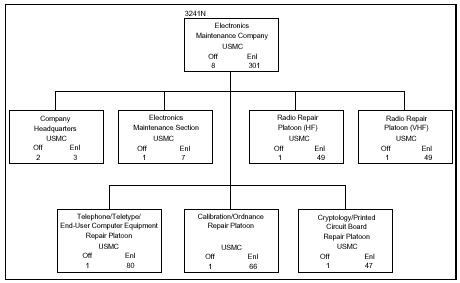 3241N
Electronics
Maintenance Company
USMC
Off Enl
8 301
Company
Headquarters
USMC
Off Enl
2 3
Electronics
Maintenance Section
USMC
Off Enl
1 7
Radio Repair
Platoon (HF)
USMC
Off Enl
1 49
Radio Repair
Platoon (VHF)
USMC
Off Enl
1 49
Telephone/Teletype/
End-User Computer Equipment
Repair Platoon
USMC
Off Enl
1 80
Calibration/Ordnance
Repair Platoon
USMC
Off Enl
1 66
Cryptology/Printed
Circuit Board
Repair Platoon
USMC
Off Enl
1 47